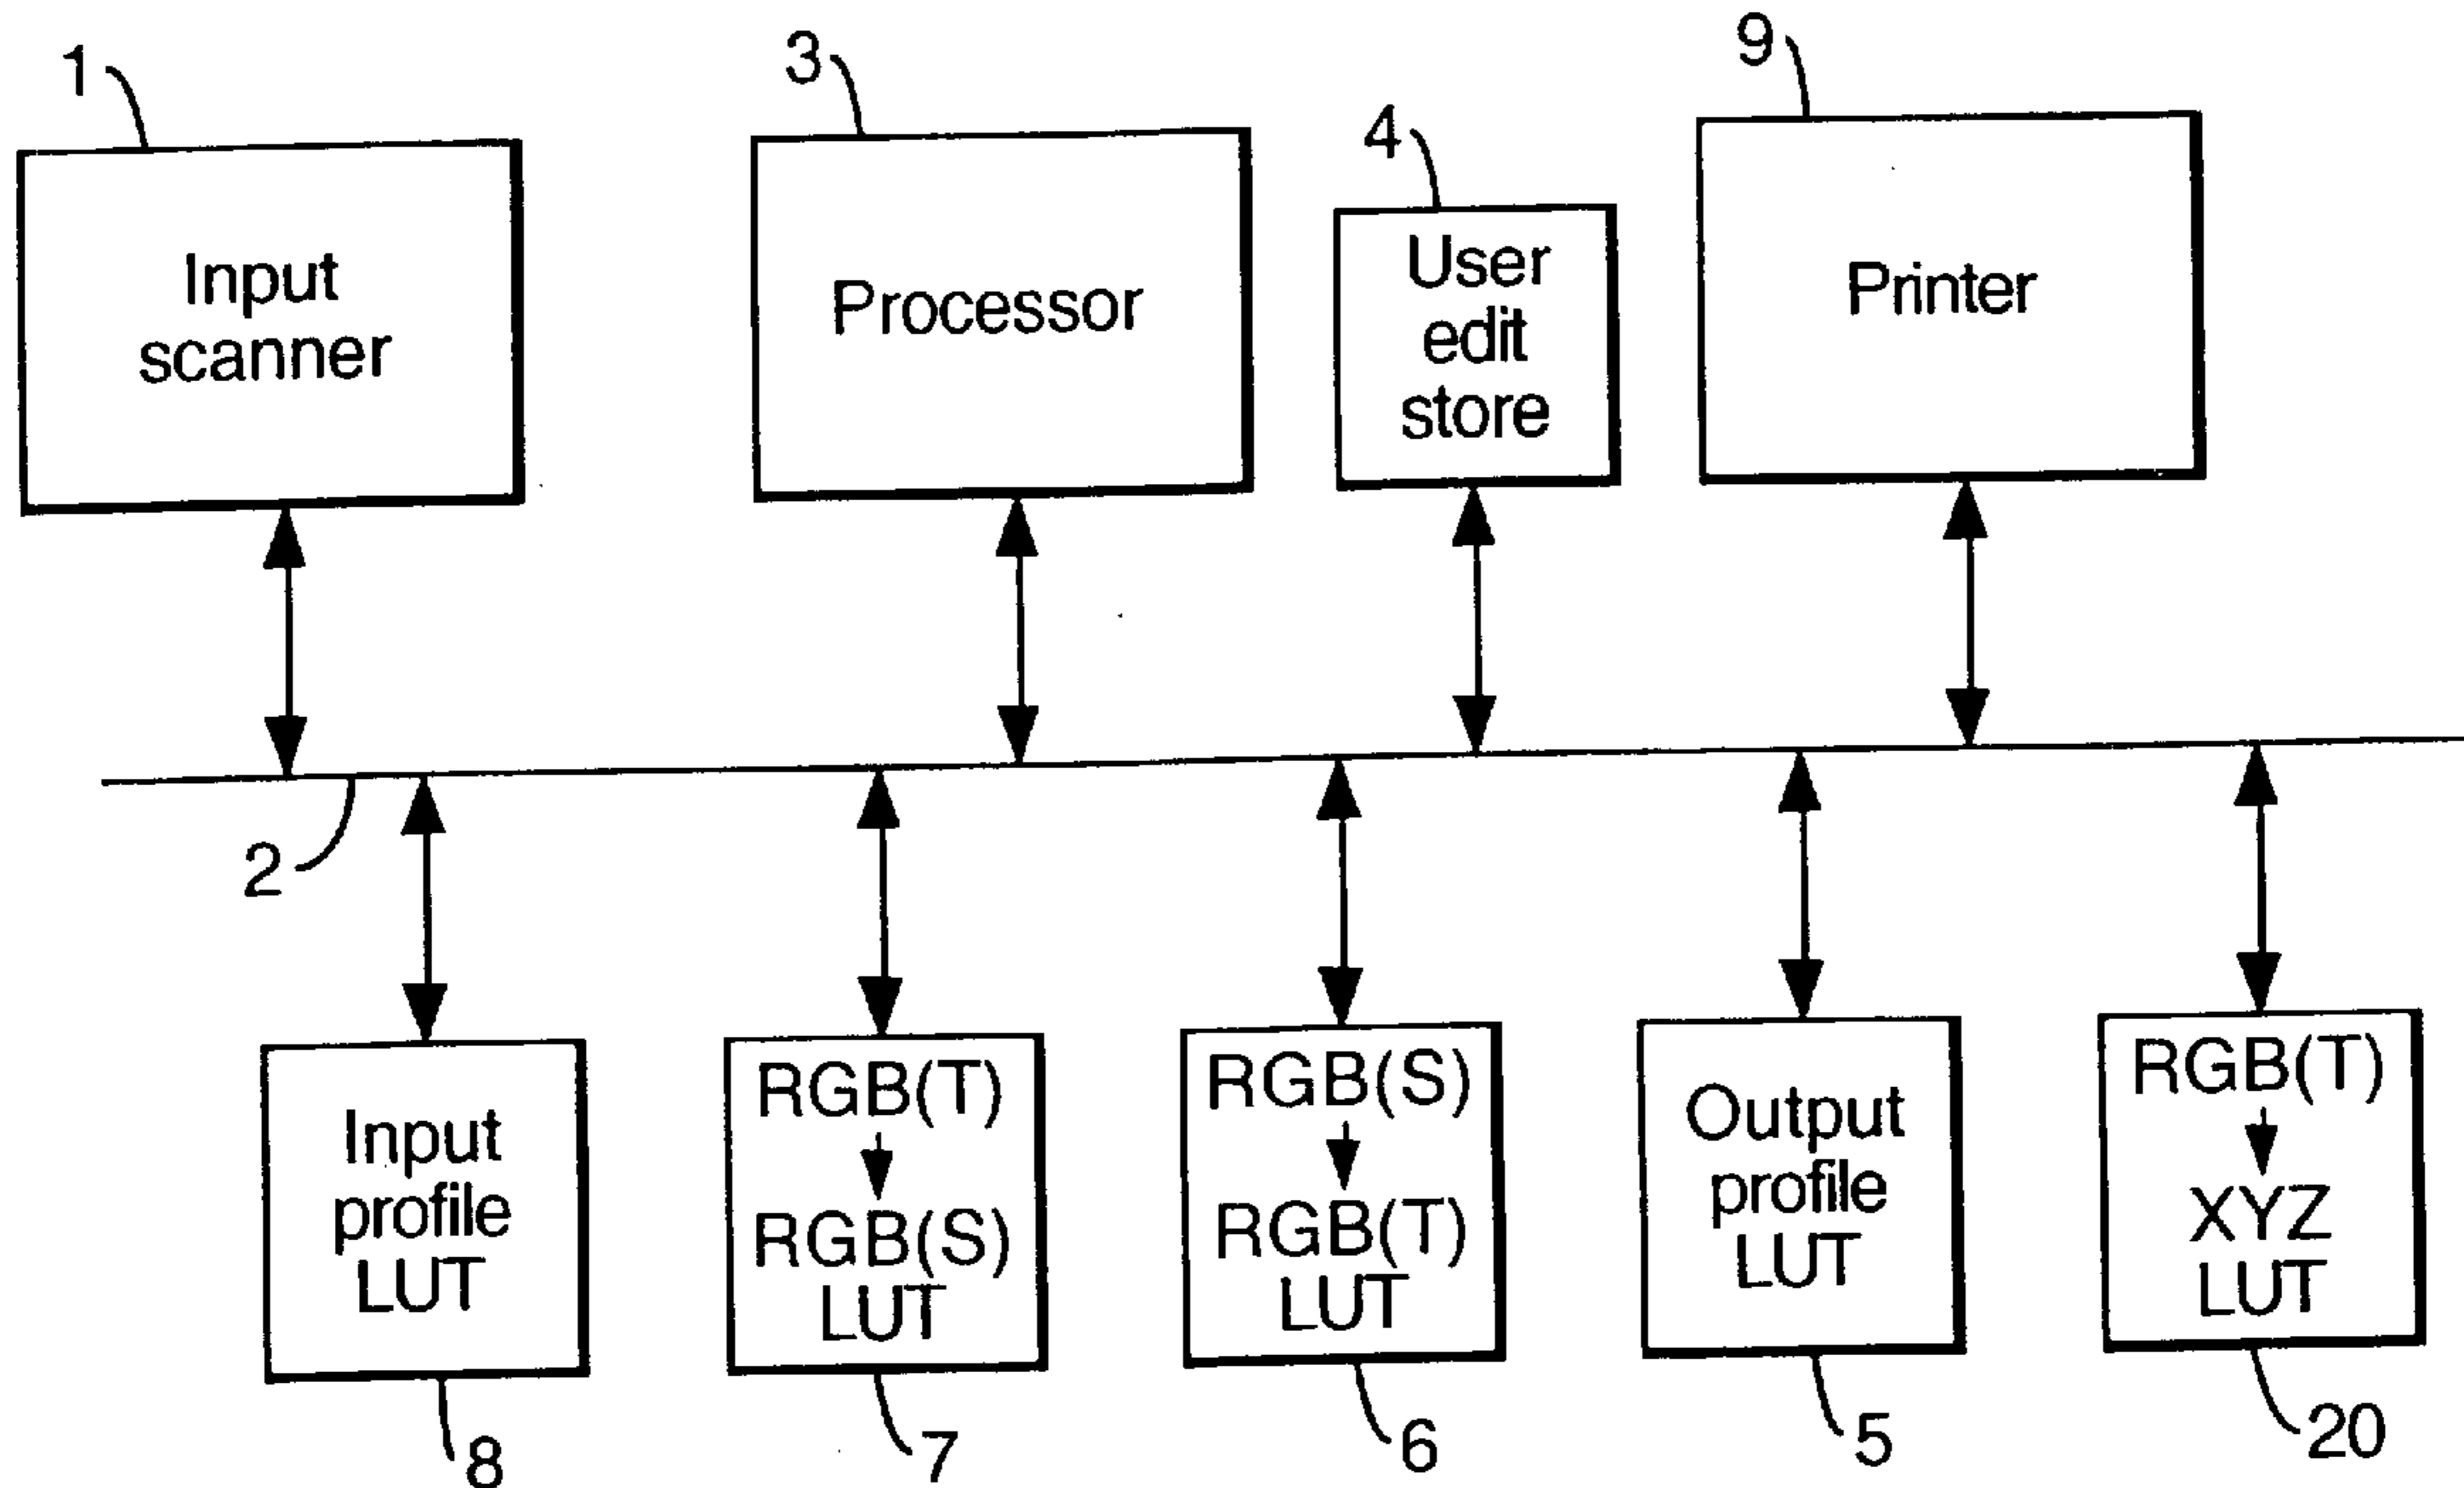 1
3
4
9
Input
scanner
Processor
User
edit
store
Printer
2
Input
profile
LUT
RGB(T)
RGB(S)
LUT
RGB(S)
RGB(T)
LUT
Output
profile
LUT
RGB(T)
XYZ
LUT
8
7
6
5
20